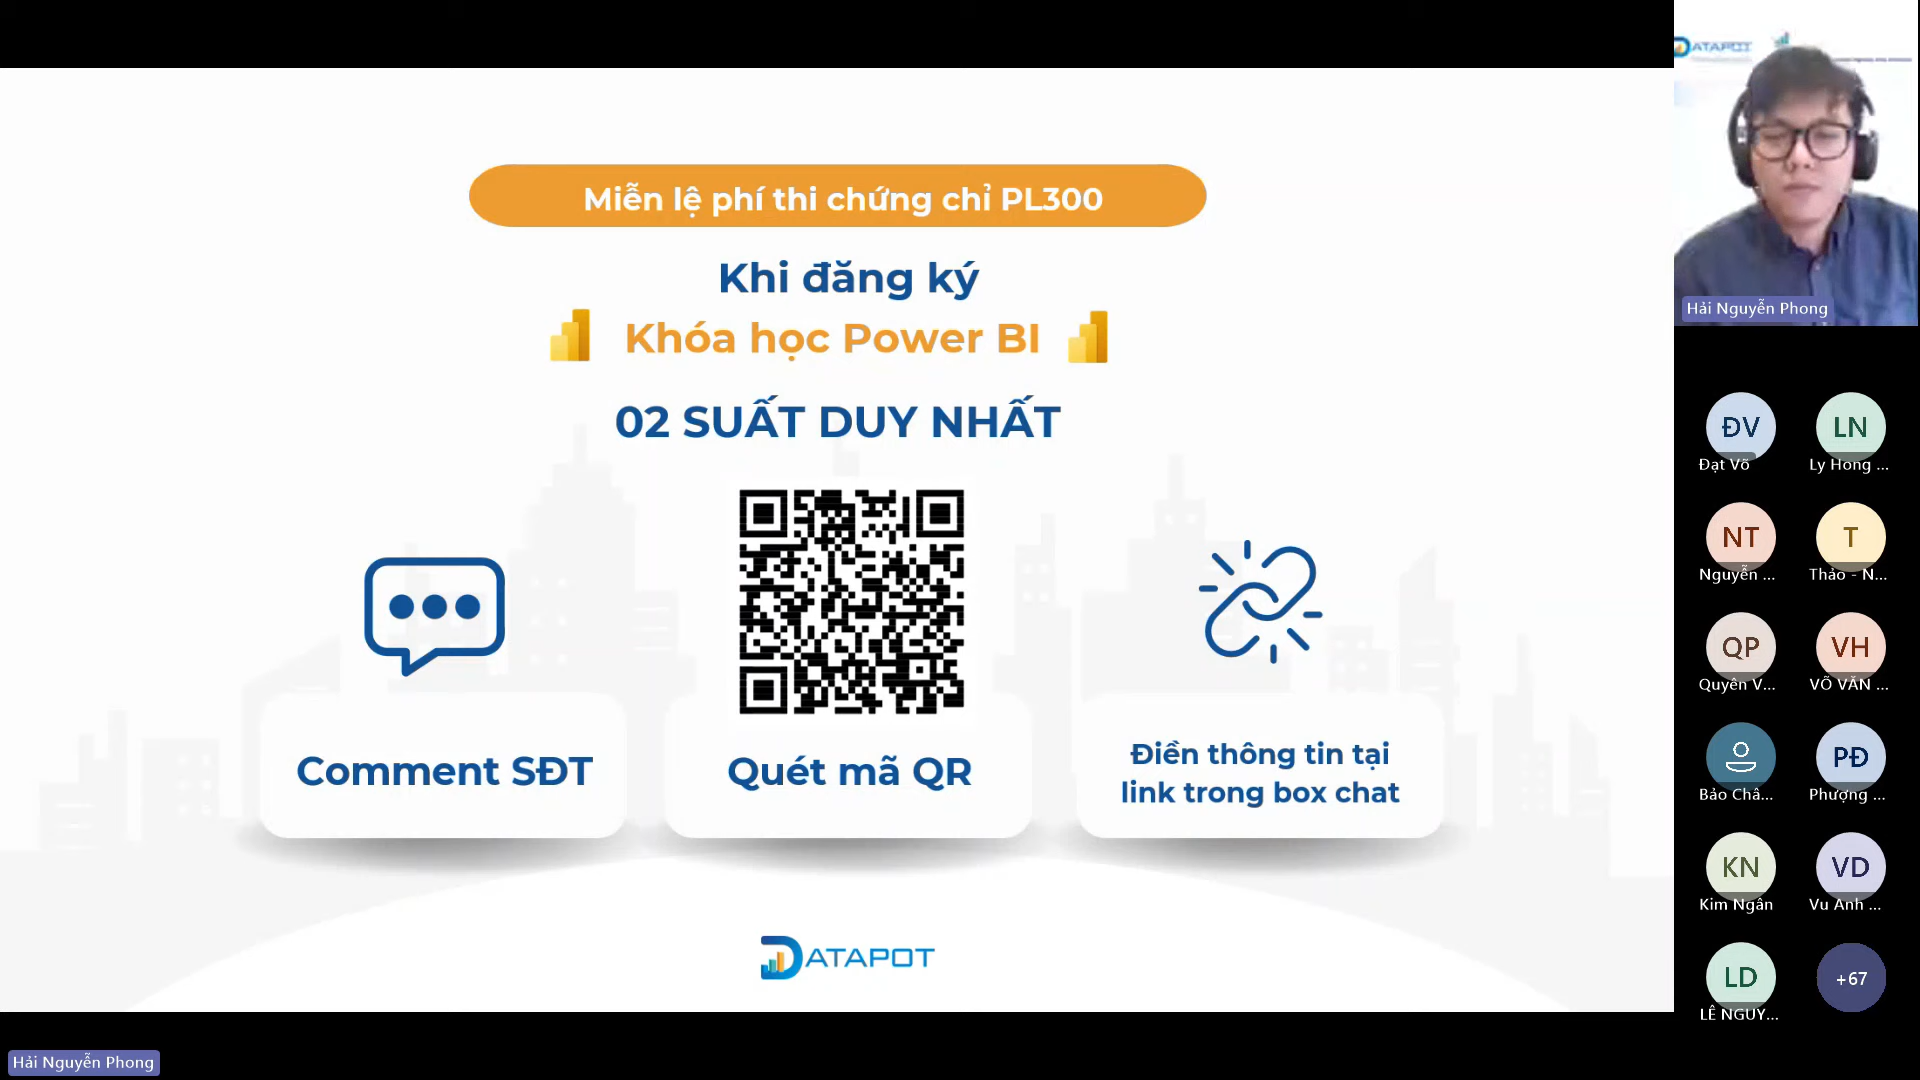 Miễn lệ phí thi chứng chỉ PL300
Khi đăng ký
Khóa học Power BI
02 SUẤT DUY NHẤT
Comment SĐT
Quét mã QR
Điền thông tin tại
link trong box chat
DATAPOT
DATAPOT
Hải Nguyễn Phong
ĐV
LN
Đạt Võ
Ly Hong ...
NT
T
Nguyễn ...
Thảo - N...
QP
VH
Quyên V...
VÕ VĂN ...
PĐ
Bảo Châ...
Phượng ...
KN
VD
Kim Ngân
Vu Anh ...
LD
+67
LÊ NGUY...
Hải Nguyễn Phong